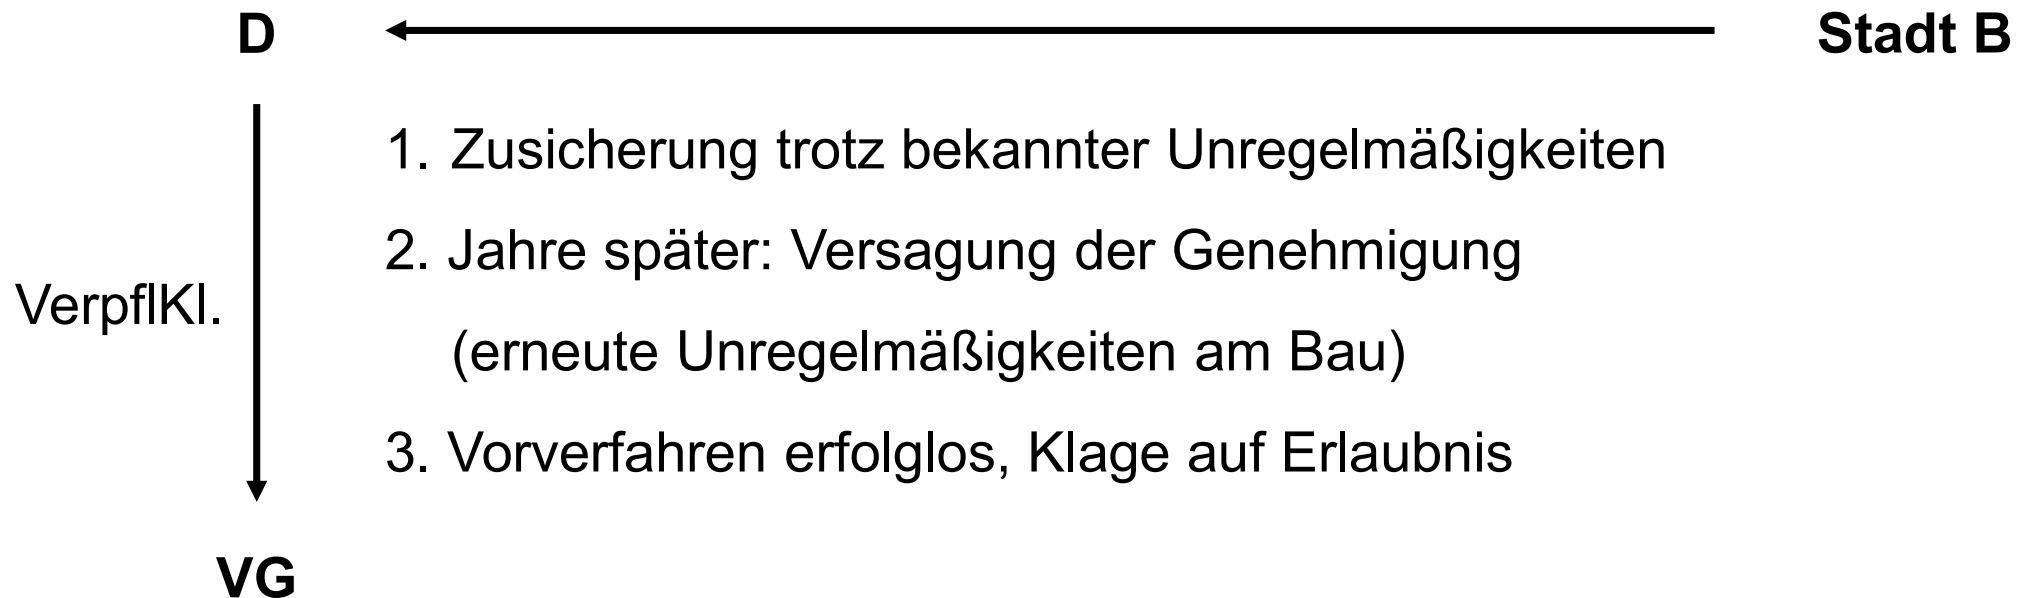 D
Stadt B
1. Zusicherung trotz bekannter Unregelmäßigkeiten
2. Jahre später: Versagung der Genehmigung
(erneute Unregelmäßigkeiten am Bau)
3. Vorverfahren erfolglos, Klage auf Erlaubnis
VerpflKl.
VG